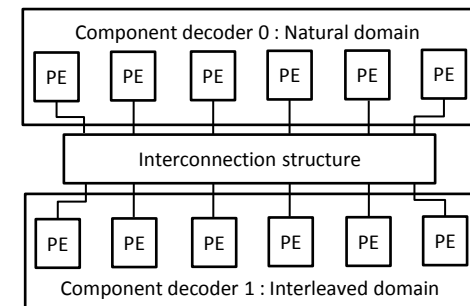 Component decoder 0 : Natural domain
PE PE PE PE PE PE
Interconnection structure
PE PE PE PE PE PE
Component decoder 1 : Interleaved domain